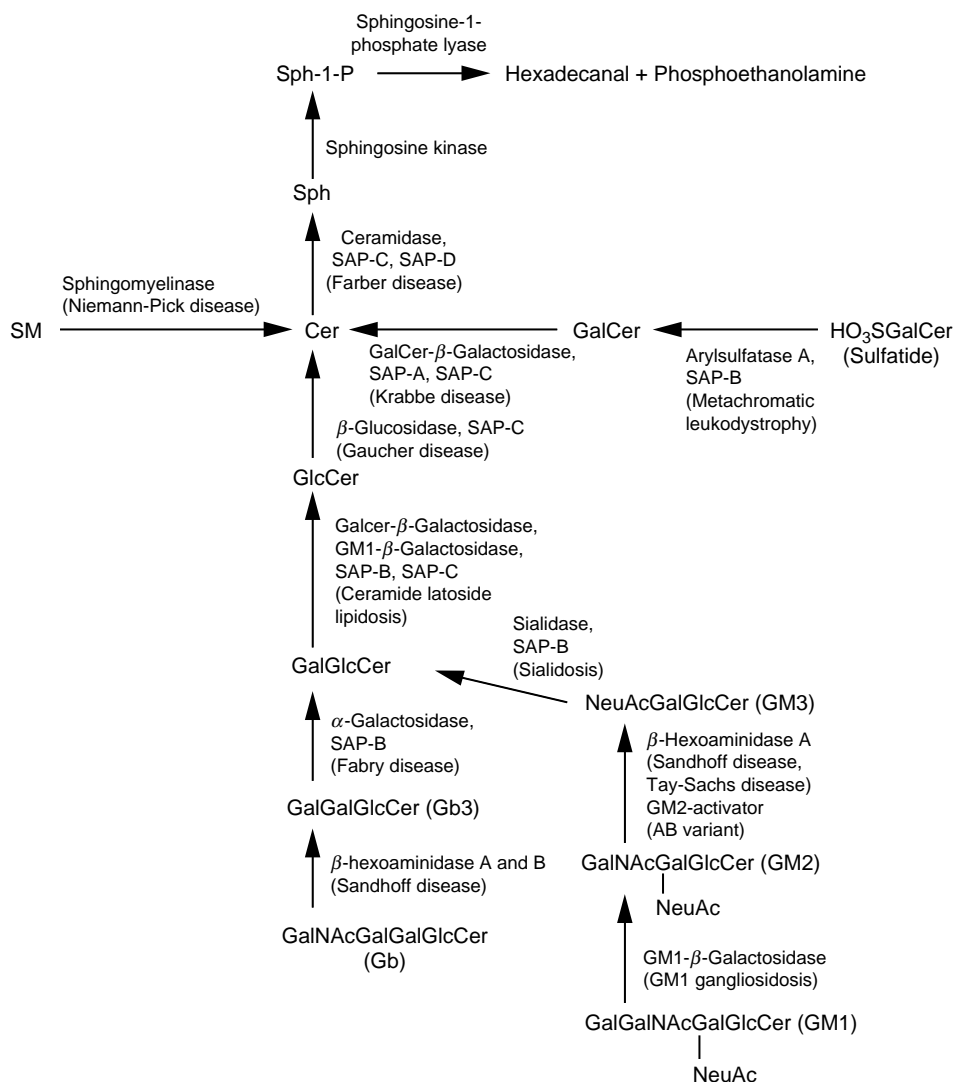 Sphingosine-1-
phosphate lyase
Sph-1-P
Hexadecanal + Phosphoethanolamine
Sphingosine kinase
Sph
Ceramidase,
SAP-C, SAP-D
(Farber disease)
Sphingomyelinase
(Niemann-Pick disease)
SM
Cer
GalCer
HO₃SGalCer
(Sulfatide)
GalCer-β-Galactosidase,
SAP-A, SAP-C
(Krabbe disease)
Arylsulfatase A,
SAP-B
(Metachromatic
leukodystrophy)
β-Glucosidase, SAP-C
(Gaucher disease)
GlcCer
Galcer-β-Galactosidase,
GM1-β-Galactosidase,
SAP-B, SAP-C
(Ceramide latoside
lipidosis)
Sialidase,
SAP-B
(Sialidosis)
GalGlcCer
NeuAcGalGlcCer (GM3)
α-Galactosidase,
SAP-B
(Fabry disease)
β-Hexoaminidase A
(Sandhoff disease,
Tay-Sachs disease)
GM2-activator
(AB variant)
GalGalGlcCer (Gb3)
β-hexoaminidase A and B
(Sandhoff disease)
GalNAcGalGlcCer (GM2)
NeuAc
GalNAcGalGalGlcCer
(Gb)
GM1-β-Galactosidase
(GM1 gangliosidosis)
GalGalNAcGalGlcCer (GM1)
NeuAc